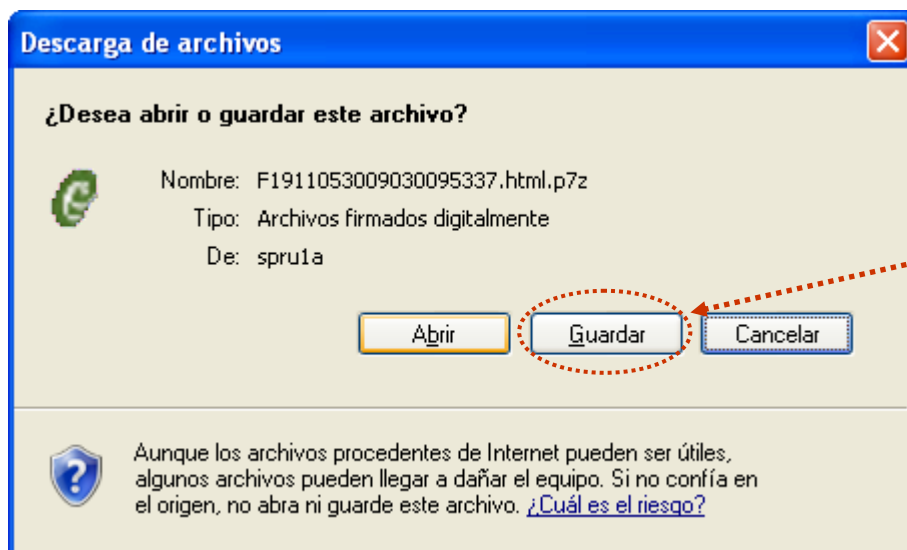 Descarga de archivos
¿Desea abrir o guardar este archivo?
Nombre: F1911053009030095337.html.p7z
Tipo: Archivos firmados digitalmente
De: spru1a
Abrir Guardar Cancelar
Aunque los archivos procedentes de Internet pueden ser útiles,
algunos archivos pueden llegar a dañar el equipo. Si no confía en
el origen, no abra ni guarde este archivo. ¿Cuál es el riesgo?